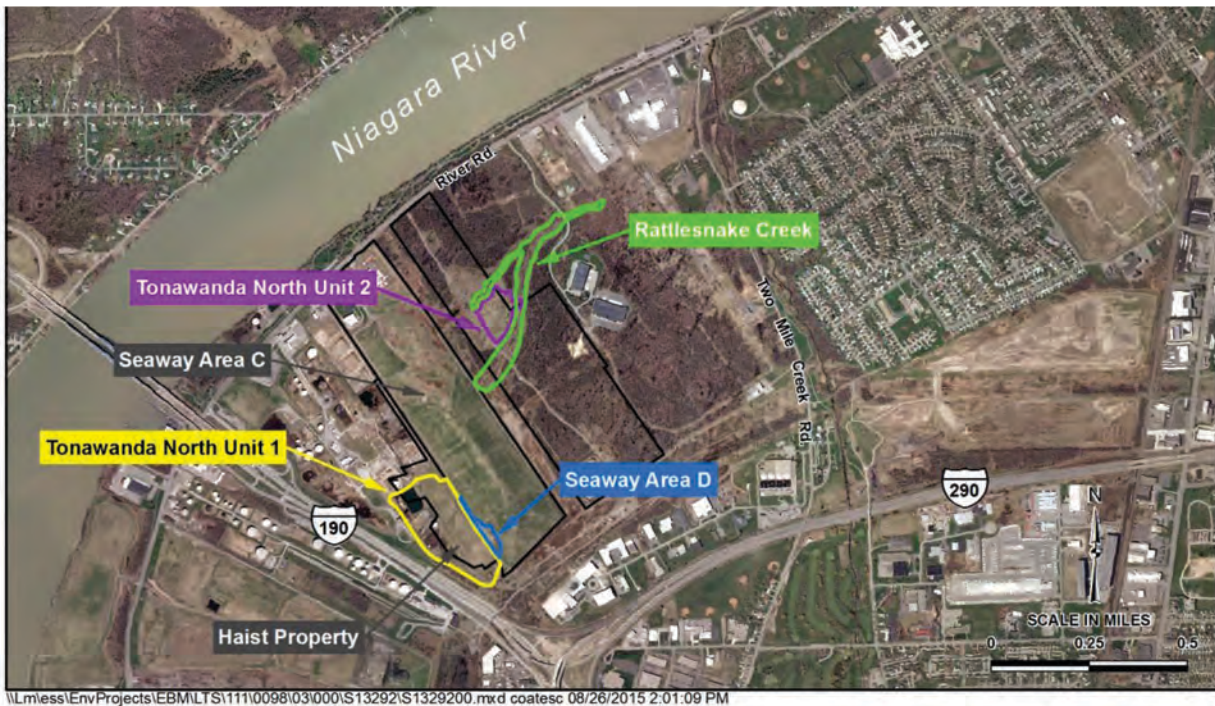 Niagara River
River Rd
Rattlesnake Creek
Tonawanda North Unit 2
Two Mile Creek Rd.
Seaway Area C
Tonawanda North Unit 1
Seaway Area D
290
190
N
Haist Property
SCALE IN MILES
0 0.25 0.5
\\Lm\ess\EnvProjects\EBM\LTS\111\0098\03\000\S13292\S1329200.mxd coatesc 08/26/2015 2:01:09 PM